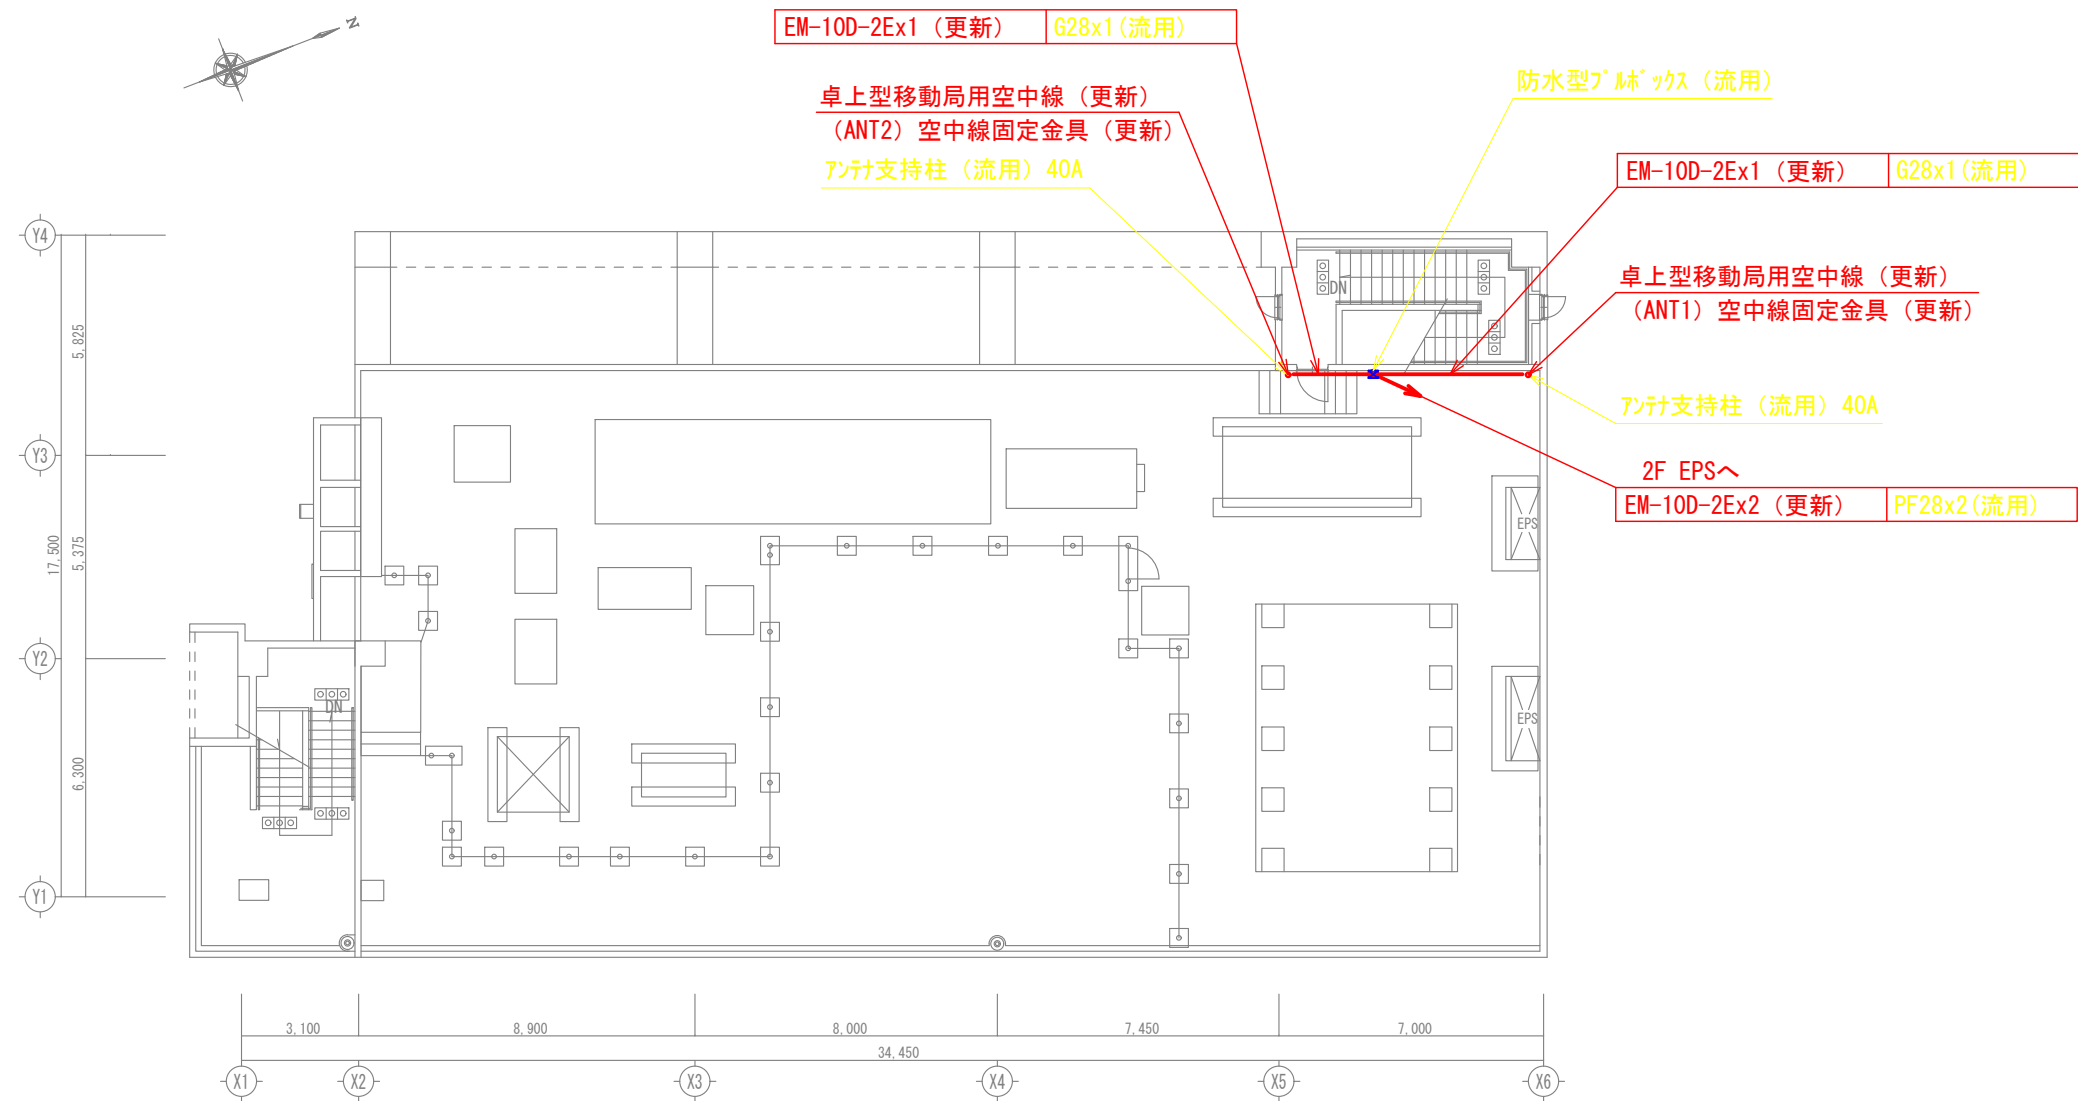 N
EM-10D-2Ex1（更新） G28x1(流用)
卓上型移動局用空中線（更新）
（ANT2）空中線固定金具（更新）
ｱﾝﾃﾅ支持柱（流用）40A
防水型ﾌﾟﾙﾎﾞｯｸｽ（流用）
EM-10D-2Ex1（更新） G28x1(流用)
卓上型移動局用空中線（更新）
（ANT1）空中線固定金具（更新）
ｱﾝﾃﾅ支持柱（流用）40A
2F EPSへ
EM-10D-2Ex2（更新） PF28x2(流用)
Y4
Y3
Y2
Y1
5,825
5,375
6,300
17,500
DN
DN
EPS
EPS
3,100 8,900 8,000 7,450 7,000
34,450
X1 X2 X3 X4 X5 X6